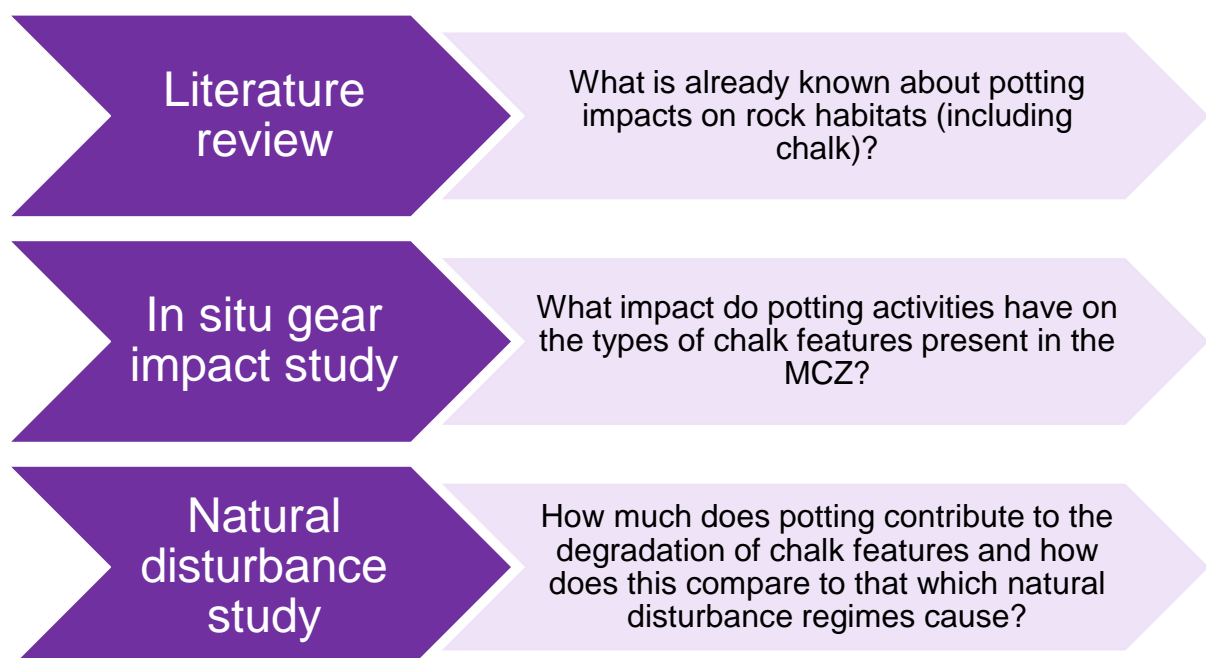 Literature
review
What is already known about potting
impacts on rock habitats (including
chalk)?
In situ gear
impact study
What impact do potting activities have on
the types of chalk features present in the
MCZ?
Natural
disturbance
study
How much does potting contribute to the
degradation of chalk features and how
does this compare to that which natural
disturbance regimes cause?